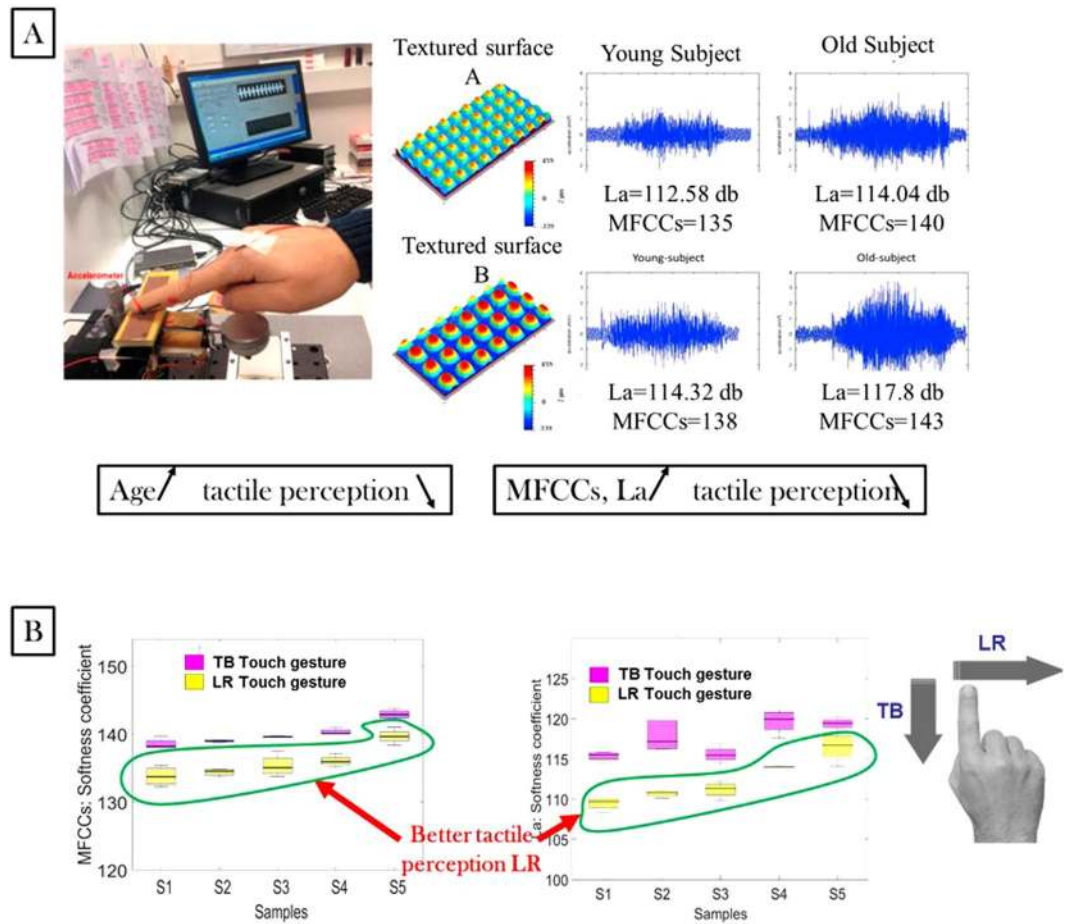 A
Textured surface
A
Young Subject
Old Subject
Accelerometer
La=112.58 db
MFCCs=135
La=114.04 db
MFCCs=140
Textured surface
B
Young-subject
Old-subject
La=114.32 db
MFCCs=138
La=117.8 db
MFCCs=143
Age tactile perception
MFCCs, La tactile perception
B
MFCCs: Softness coefficient
150
140
130
120
TB Touch gesture
LR Touch gesture
S1 S2 S3 S4 S5
Samples
Better tactile
perception LR
La: Softness coefficient
125
120
115
110
105
100
TB Touch gesture
LR Touch gesture
S1 S2 S3 S4 S5
Samples
LR
TB